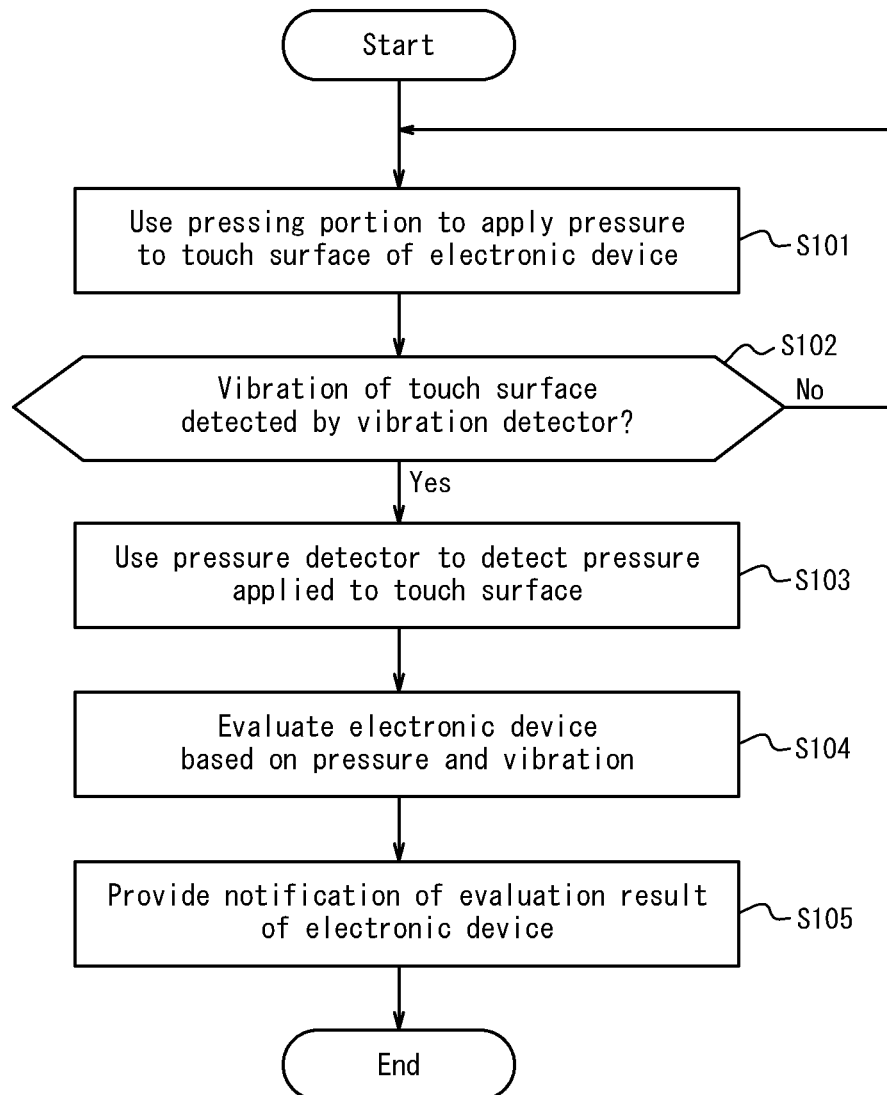 Start
Use pressing portion to apply pressure
to touch surface of electronic device
S101
S102
Vibration of touch surface
detected by vibration detector?
No
Yes
Use pressure detector to detect pressure
applied to touch surface
S103
Evaluate electronic device
based on pressure and vibration
S104
Provide notification of evaluation result
of electronic device
S105
End